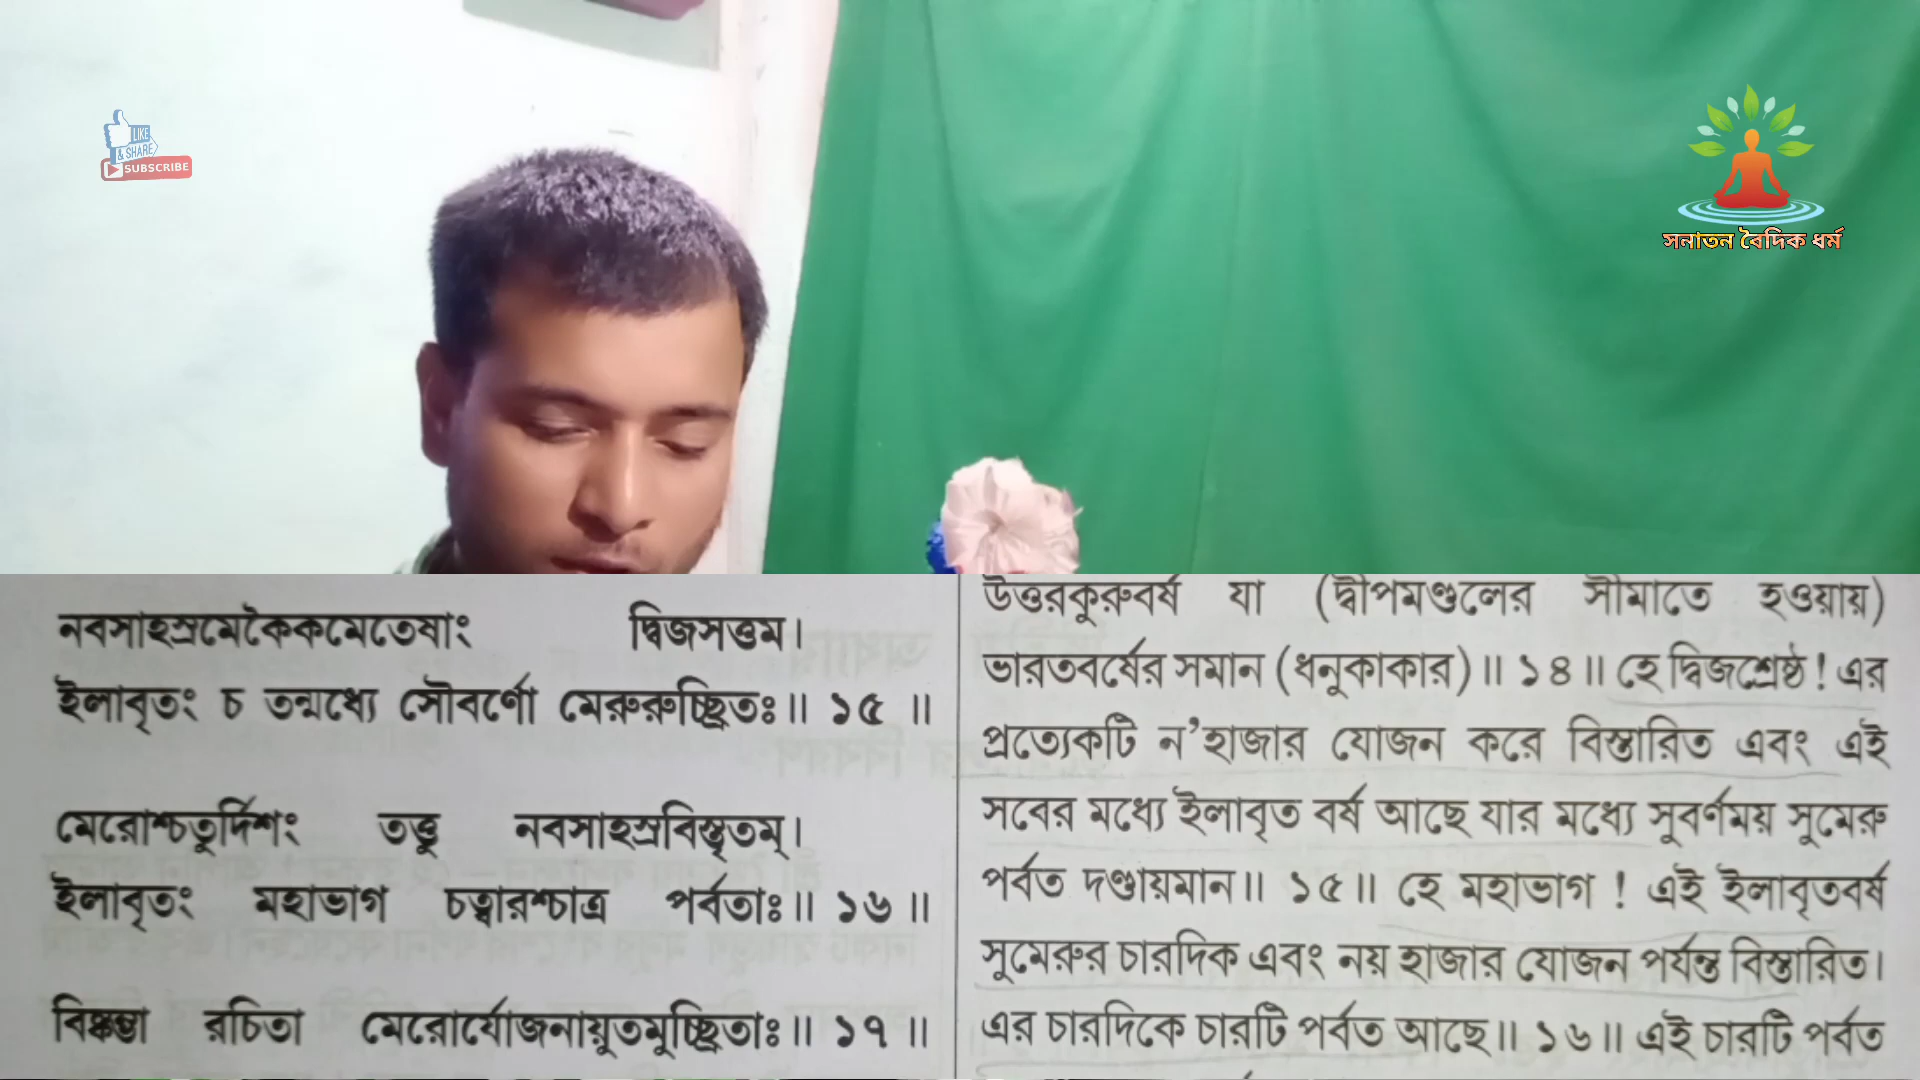 LIKE
& SHARE
SUBSCRIBE
সনাতন বৈদিক ধর্ম
নবসাহস্রমেকৈকমেতেষাং দ্বিজসত্তম।
ইলাবৃতং চ তন্মধ্যে সৌবর্ণো মেরুরুচ্ছ্রিতঃ॥ ১৫ ॥
মেরোশ্চতুর্দিশং তত্তু নবসাহস্রবিস্তৃতম্।
ইলাবৃতং মহাভাগ চত্বারশ্চাত্র পর্বতাঃ॥ ১৬ ॥
বিষ্কম্ভা রচিতা মেরোর্যোজনাযুতমুচ্ছ্রিতাঃ॥ ১৭ ॥
উত্তরকুরুবর্ষ যা (দ্বীপমণ্ডলের সীমাতে হওয়ায়)
ভারতবর্ষের সমান (ধনুকাকার)॥ ১৪॥ হে দ্বিজশ্রেষ্ঠ ! এর
প্রত্যেকটি ন’হাজার যোজন করে বিস্তারিত এবং এই
সবের মধ্যে ইলাবৃত বর্ষ আছে যার মধ্যে সুবর্ণময় সুমেরু
পর্বত দণ্ডায়মান॥ ১৫॥ হে মহাভাগ ! এই ইলাবৃতবর্ষ
সুমেরুর চারদিক এবং নয় হাজার যোজন পর্যন্ত বিস্তারিত।
এর চারদিকে চারটি পর্বত আছে॥ ১৬॥ এই চারটি পর্বত